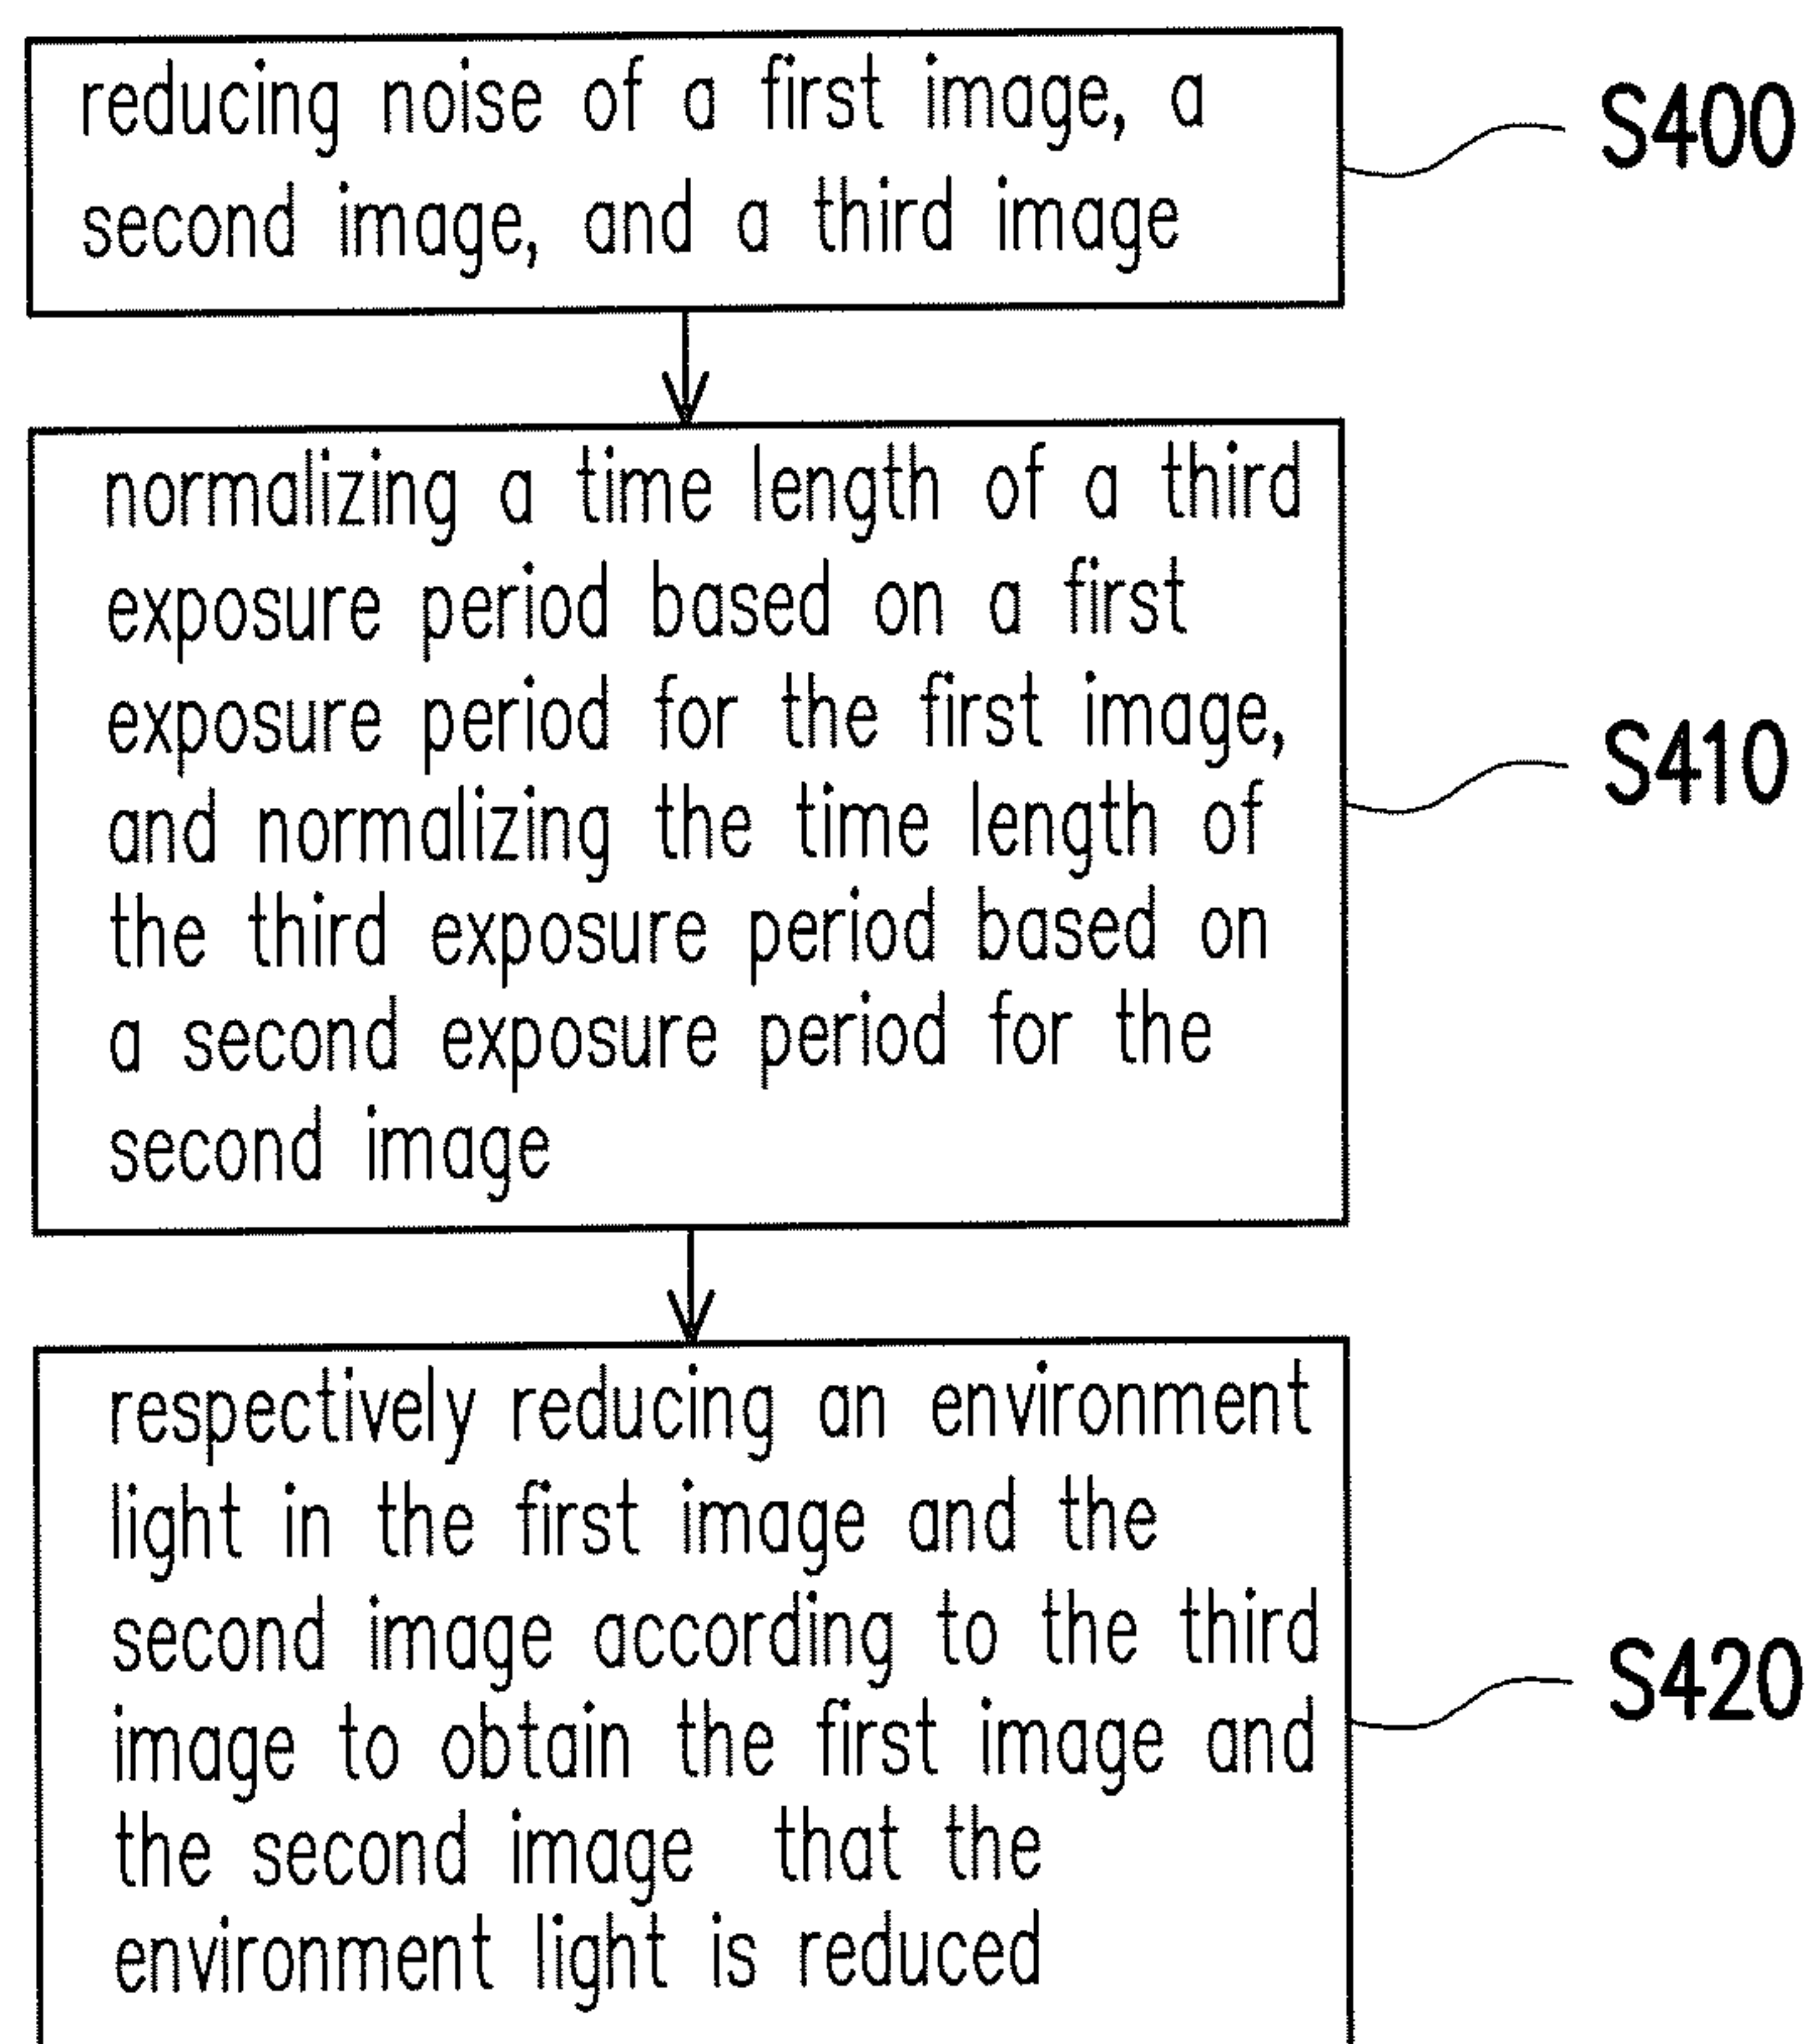 reducing noise of a first image, a
second image, and a third image
S400
normalizing a time length of a third
exposure period based on a first
exposure period for the first image,
and normalizing the time length of
the third exposure period based on
a second exposure period for the
second image
S410
respectively reducing an environment
light in the first image and the
second image according to the third
image to obtain the first image and
the second image that the
environment light is reduced
S420